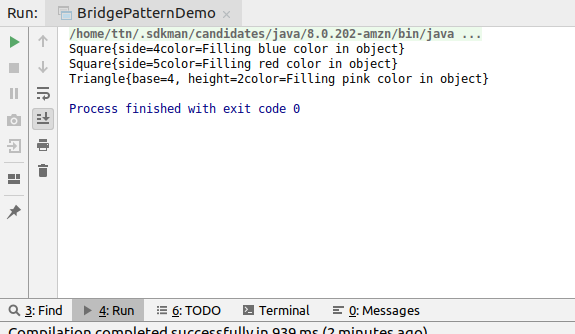 Run: BridgePatternDemo
/home/ttn/.sdkman/candidates/java/8.0.202-amzn/bin/java ...
Square{side=4color=Filling blue color in object}
Square{side=5color=Filling red color in object}
Triangle{base=4, height=2color=Filling pink color in object}
Process finished with exit code 0
3: Find 4: Run 6: TODO Terminal 0: Messages
Compilation completed successfully in 939 ms (2 minutes ago)